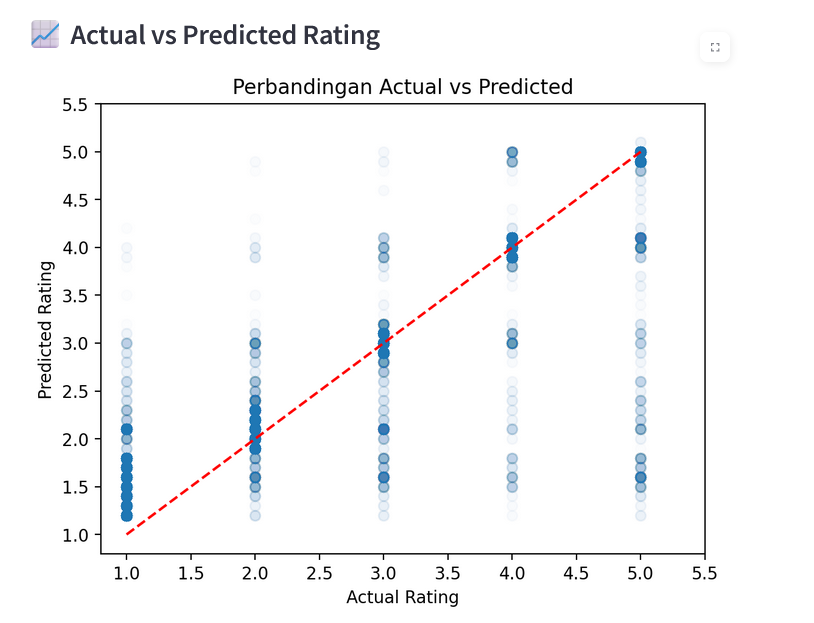 Actual vs Predicted Rating
Perbandingan Actual vs Predicted
5.5
5.0
4.5
4.0
3.5
3.0
2.5
2.0
1.5
1.0
Predicted Rating
1.0 1.5 2.0 2.5 3.0 3.5 4.0 4.5 5.0 5.5
Actual Rating